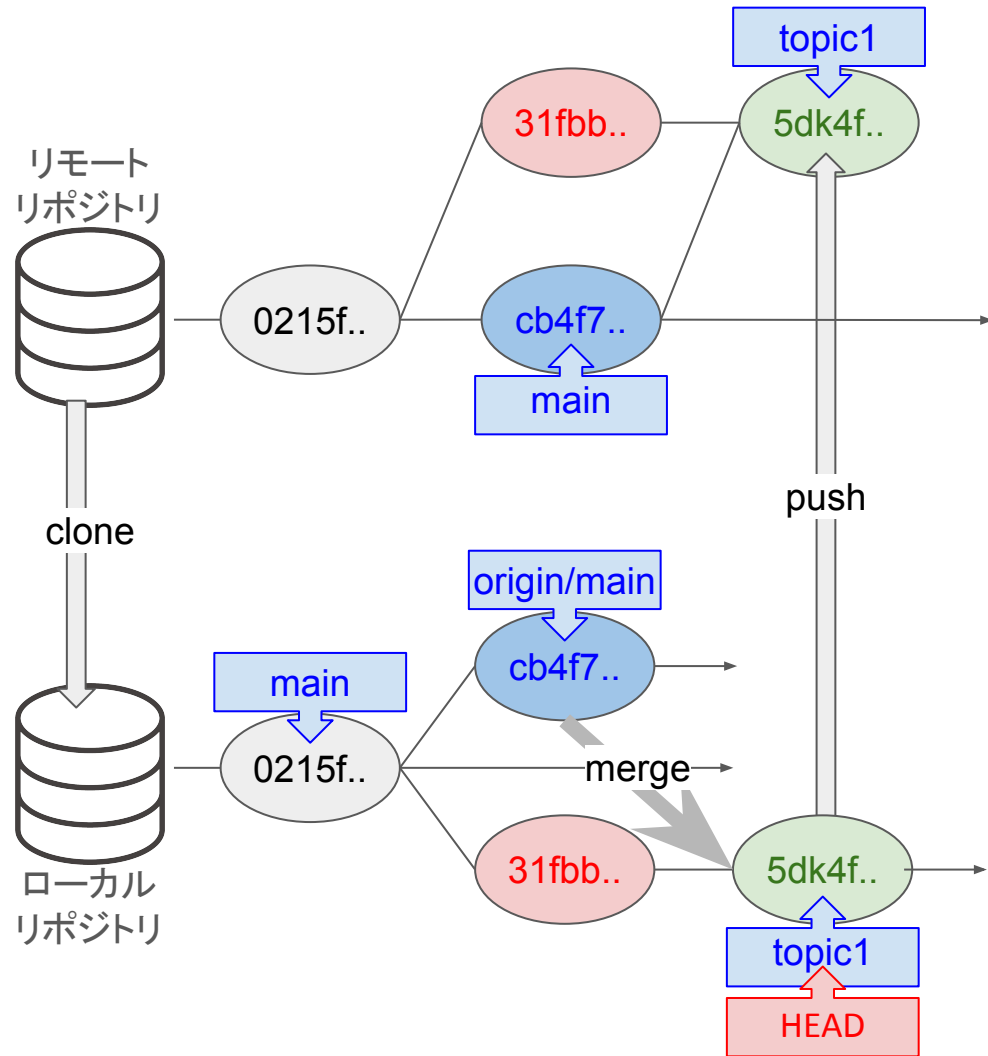 topic1
31fbb..
5dk4f..
リモート
リポジトリ
0215f..
cb4f7..
main
clone
push
origin/main
cb4f7..
main
0215f..
merge
31fbb..
5dk4f..
ローカル
リポジトリ
topic1
HEAD